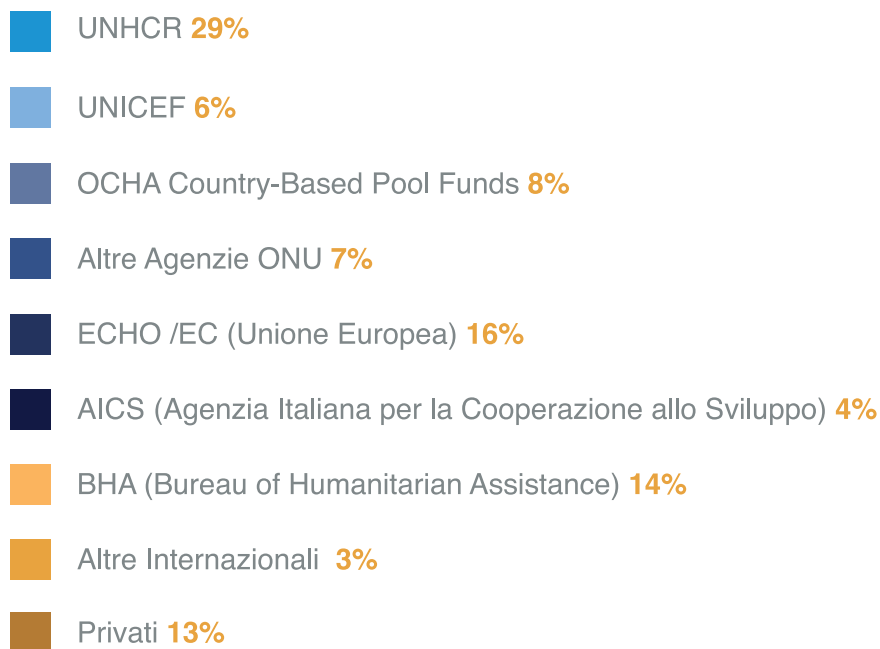 UNHCR 29%
UNICEF 6%
OCHA Country-Based Pool Funds 8%
Altre Agenzie ONU 7%
ECHO /EC (Unione Europea) 16%
AICS (Agenzia Italiana per la Cooperazione allo Sviluppo) 4%
BHA (Bureau of Humanitarian Assistance) 14%
Altre Internazionali 3%
Privati 13%